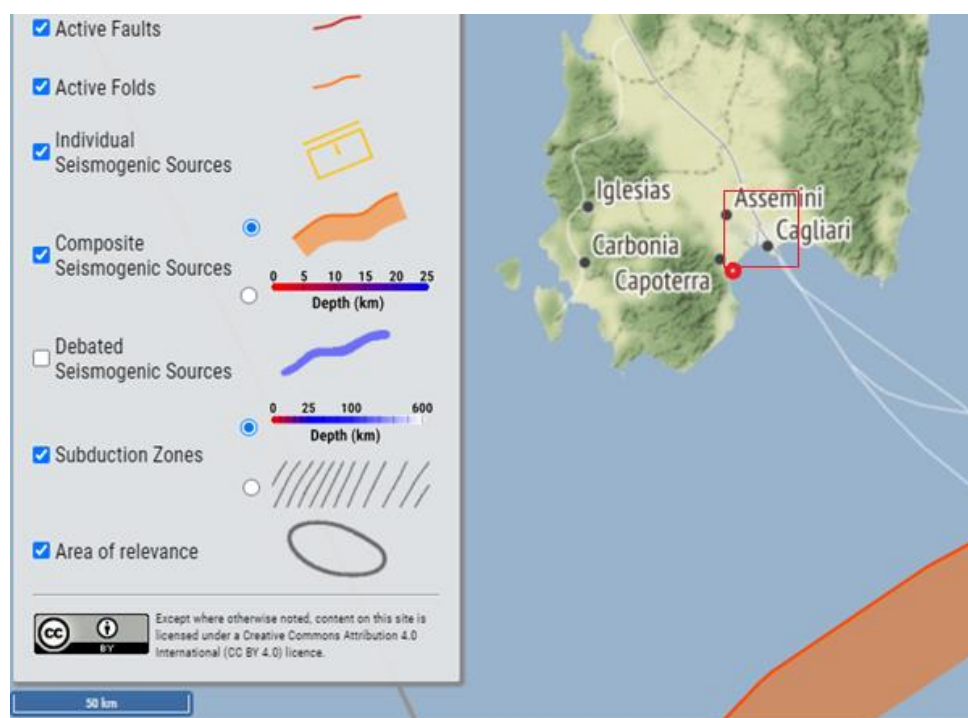 Active Faults
Active Folds
Individual
Seismogenic Sources
Composite
Seismogenic Sources
0 5 10 15 20 25
Depth (km)
Debated
Seismogenic Sources
0 25 100 600
Depth (km)
Subduction Zones
Area of relevance
cc
BY
Except where otherwise noted, content on this site is
licensed under a Creative Commons Attribution 4.0
International (CC BY 4.0) licence.
50 km
Iglesias
Assemini
Cagliari
Carbonia
Capoterra